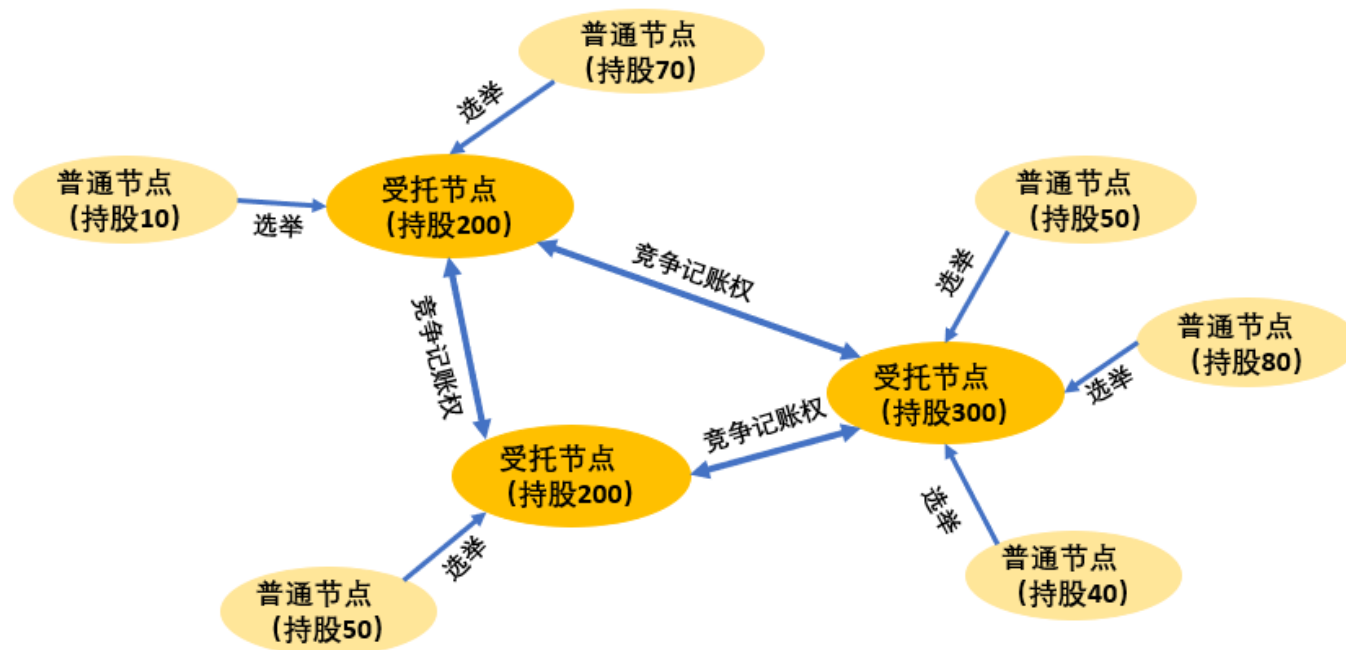 普通节点
（持股70）
选举
普通节点
（持股10）
选举
受托节点
（持股200）
普通节点
（持股50）
选举
竞争记账权
竞争记账权
普通节点
（持股80）
选举
受托节点
（持股300）
竞争记账权
受托节点
（持股200）
选举
普通节点
（持股50）
选举
普通节点
（持股40）